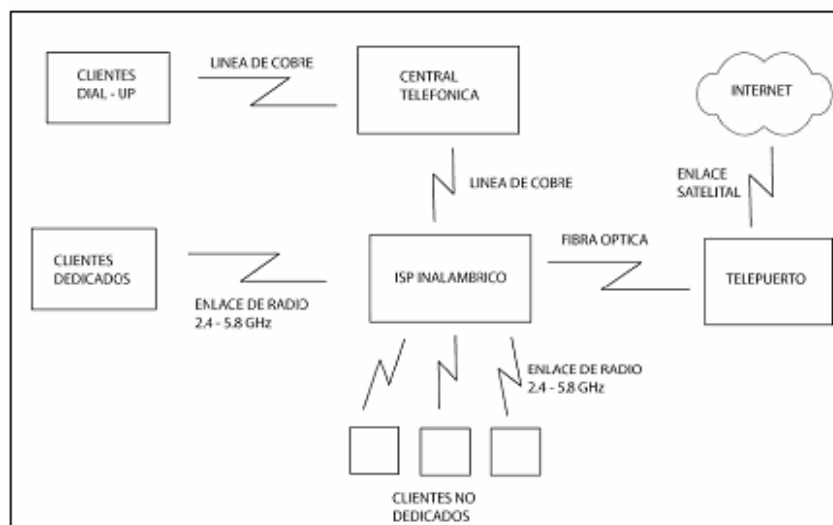 CLIENTES
DIAL - UP
LINEA DE COBRE
CENTRAL
TELEFONICA
INTERNET
LINEA DE COBRE
ENLACE
SATELITAL
CLIENTES
DEDICADOS
ENLACE DE RADIO
2.4 - 5.8 GHz
ISP INALAMBRICO
FIBRA OPTICA
TELEPUERTO
ENLACE DE RADIO
2.4 - 5.8 GHz
CLIENTES NO
DEDICADOS